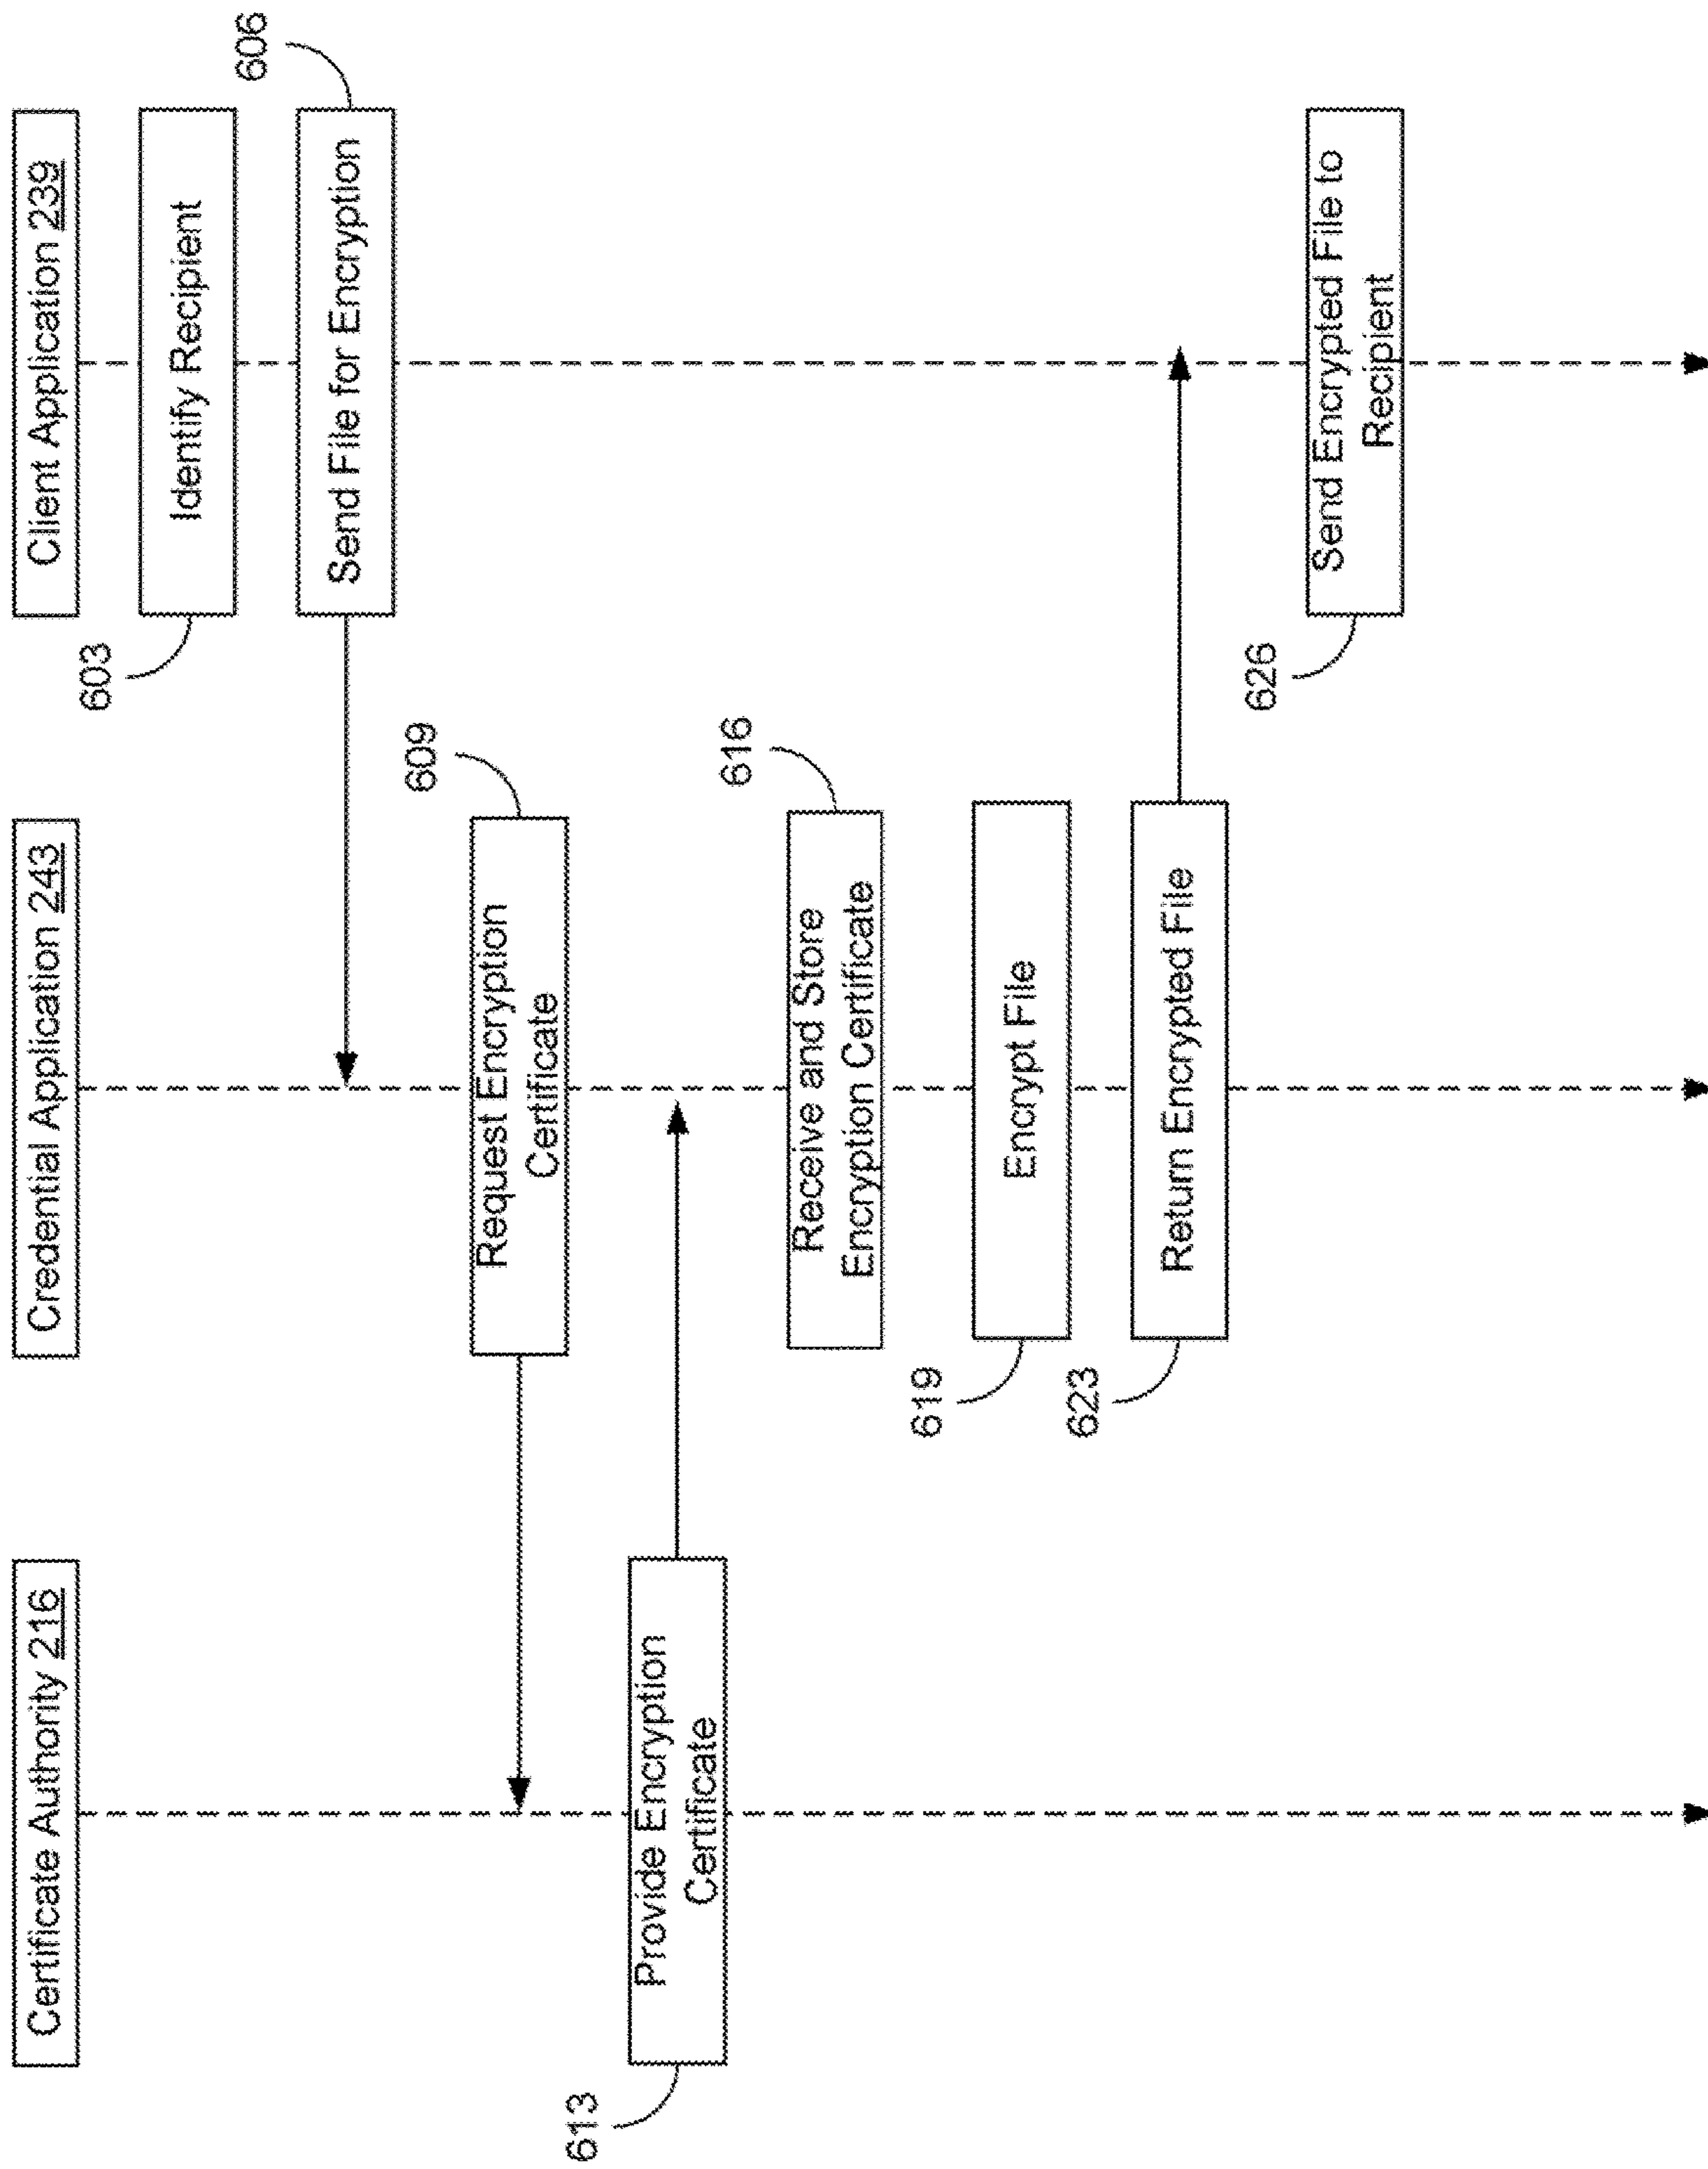 Certificate Authority 216
Credential Application 243
Client Application 239
603
Identify Recipient
606
Send File for Encryption
609
Request Encryption
Certificate
613
Provide Encryption
Certificate
616
Receive and Store
Encryption Certificate
619
Encrypt File
623
Return Encrypted File
626
Send Encrypted File to
Recipient